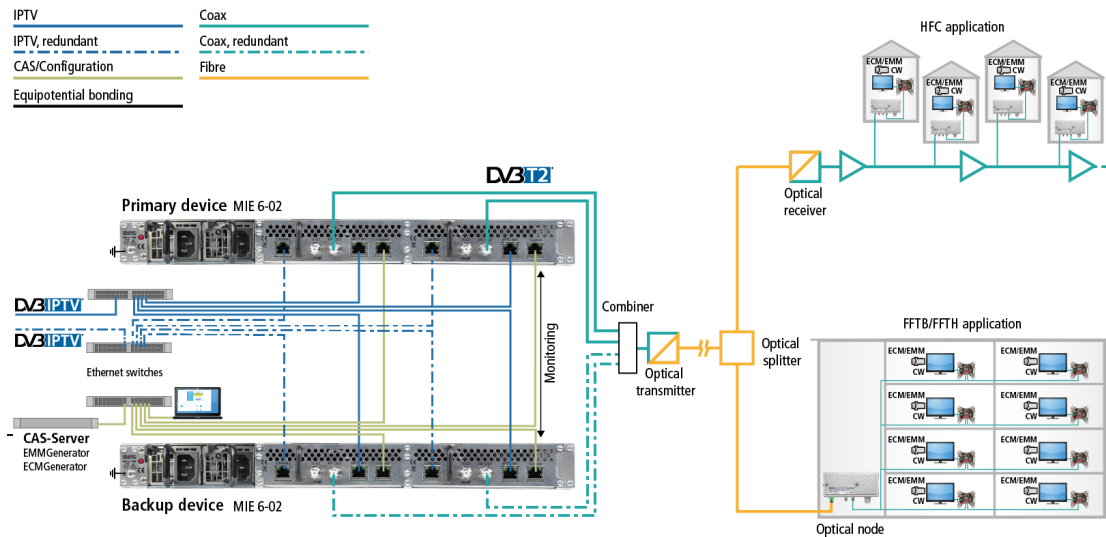 IPTV
Coax
IPTV, redundant
Coax, redundant
CAS/Configuration
Fibre
Equipotential bonding
HFC application
ECM/EMM
CW
ECM/EMM
CW
ECM/EMM
CW
ECM/EMM
CW
DVB T2
Optical
receiver
Primary device MIE 6-02
DVB IPTV
DVB IPTV
Ethernet switches
Monitoring
Combiner
Optical
transmitter
Optical
splitter
CAS-Server
EMMGenerator
ECMGenerator
Backup device MIE 6-02
FFTB/FFTH application
ECM/EMM
CW
ECM/EMM
CW
ECM/EMM
CW
ECM/EMM
CW
ECM/EMM
CW
ECM/EMM
CW
ECM/EMM
CW
ECM/EMM
CW
Optical node